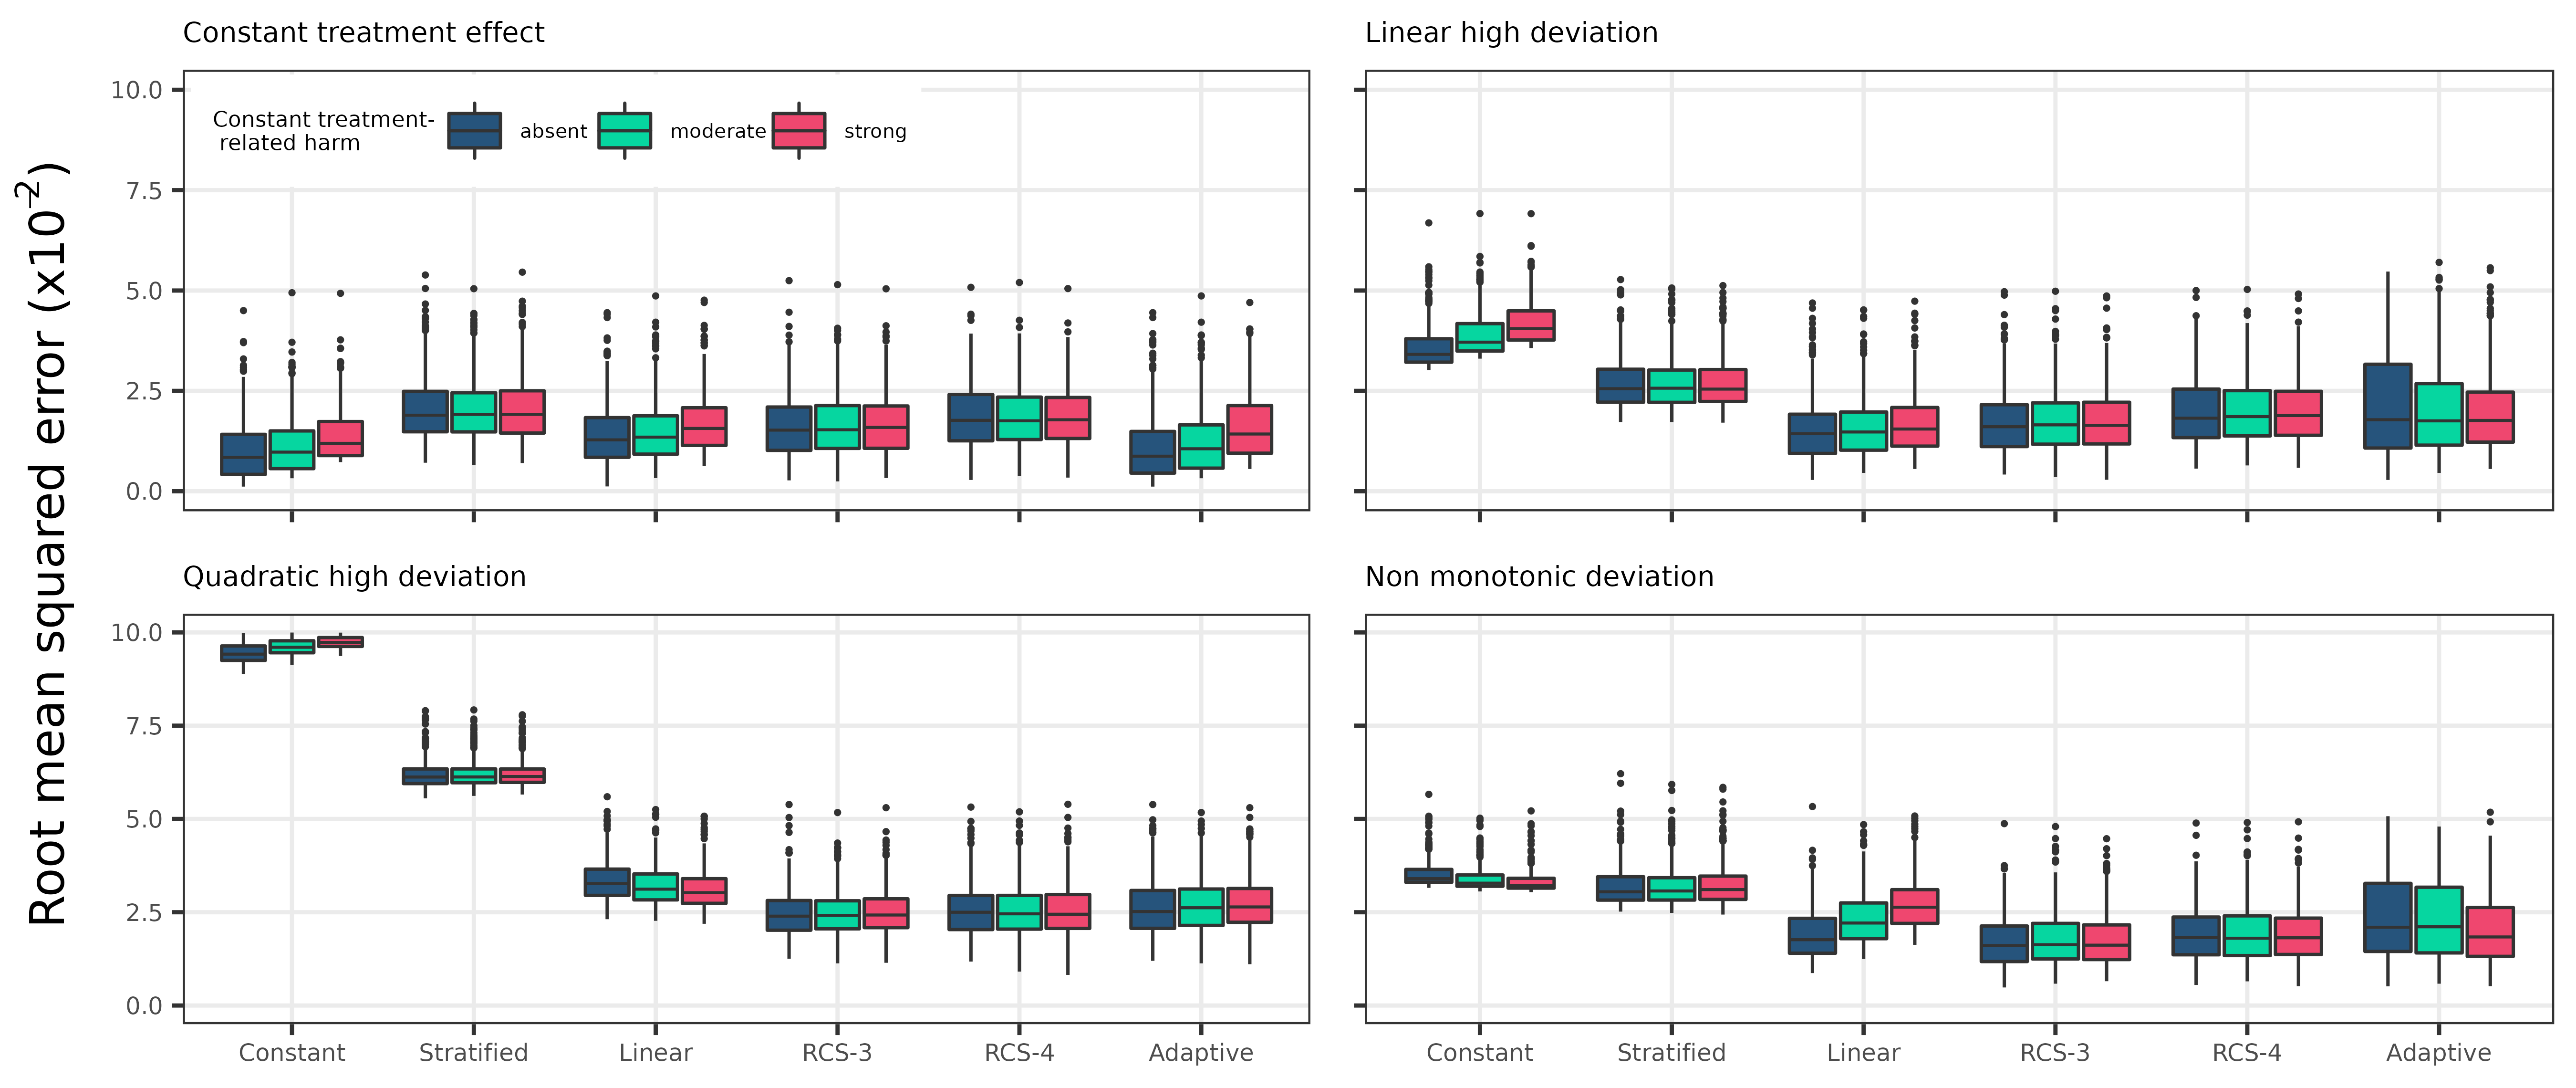 Constant treatment effect
Linear high deviation
Root mean squared error (x10-2)
10.0
7.5
5.0
2.5
0.0
Constant treatment-
related harm
absent
moderate
strong
Quadratic high deviation
Non monotonic deviation
10.0
7.5
5.0
2.5
0.0
Constant
Stratified
Linear
RCS-3
RCS-4
Adaptive
Constant
Stratified
Linear
RCS-3
RCS-4
Adaptive